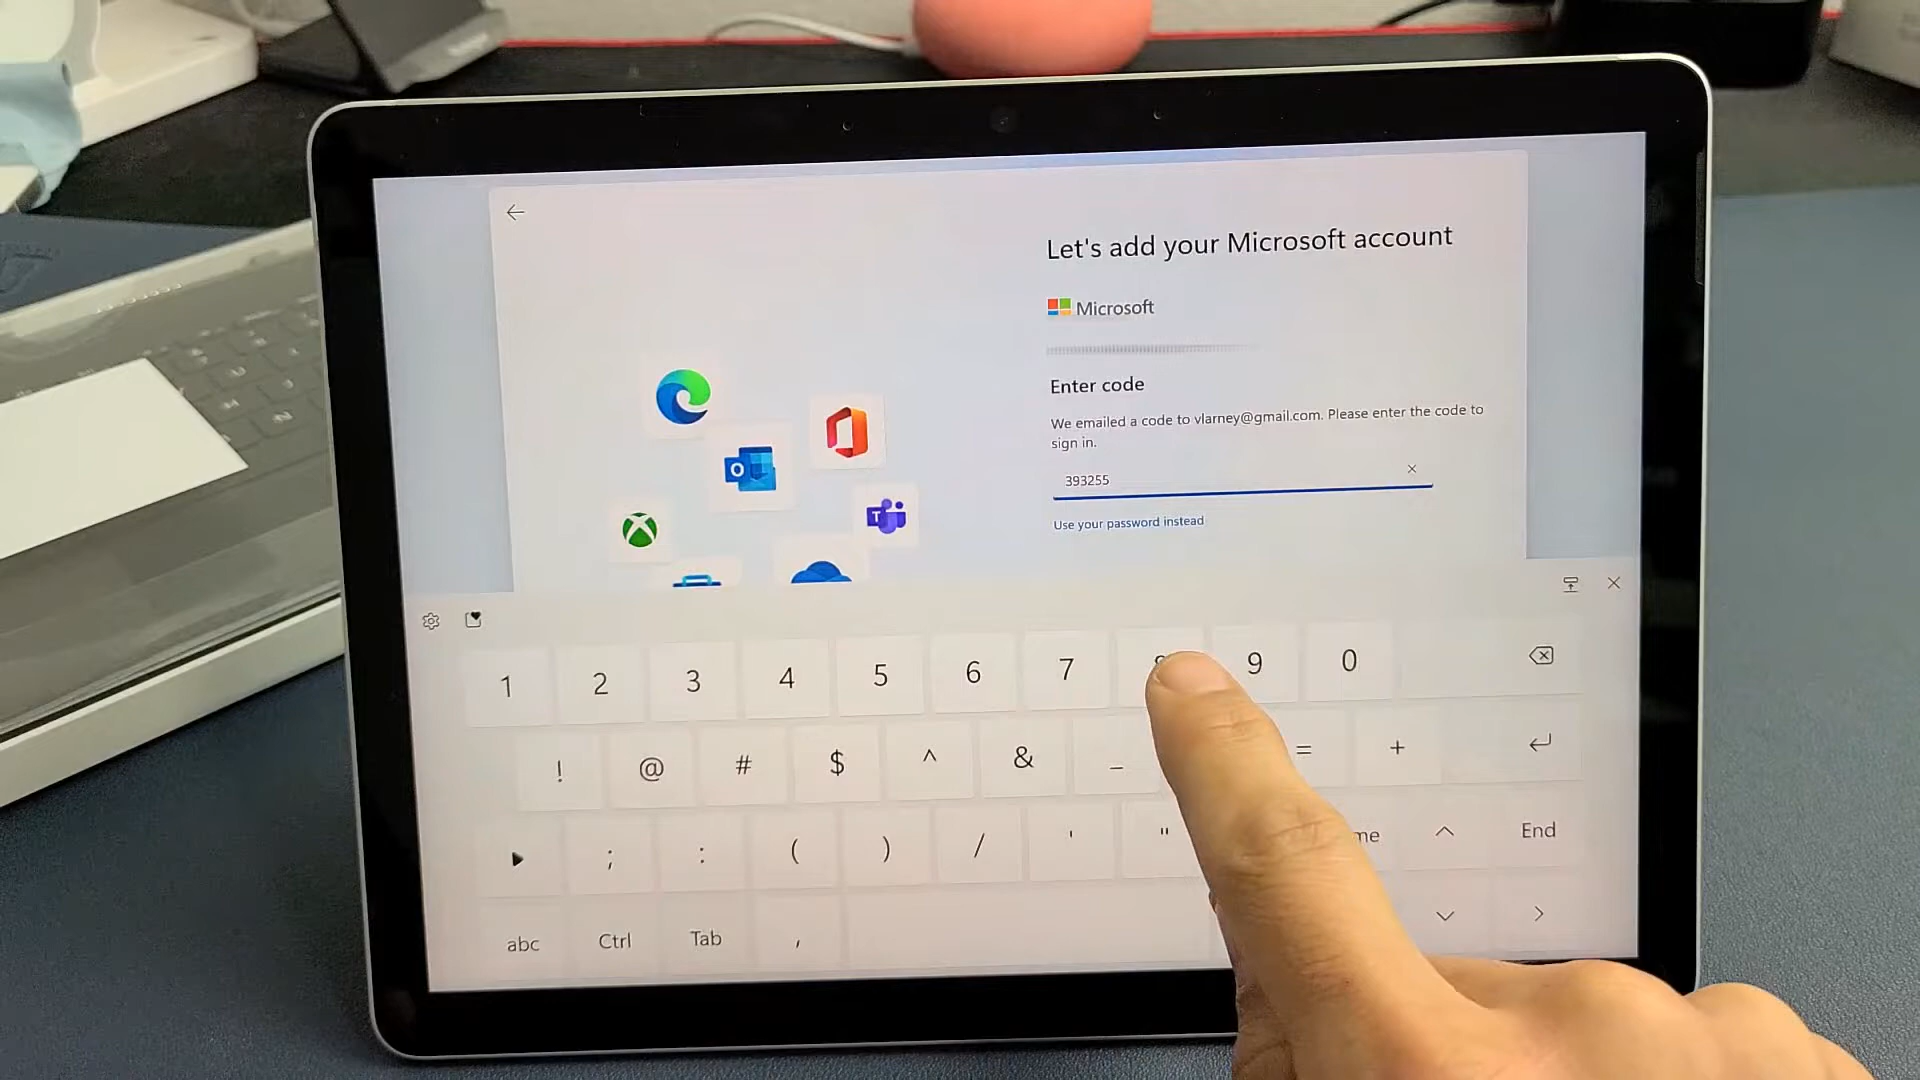 Let's add your Microsoft account
Microsoft
Enter code
We emailed a code to vlarney@gmail.com. Please enter the code to
sign in.
393255
Use your password instead
1 2 3 4 5 6 7 9 0
! @ # $ ^ & _ = +
; : ( ) / ' " End
abc Ctrl Tab ,